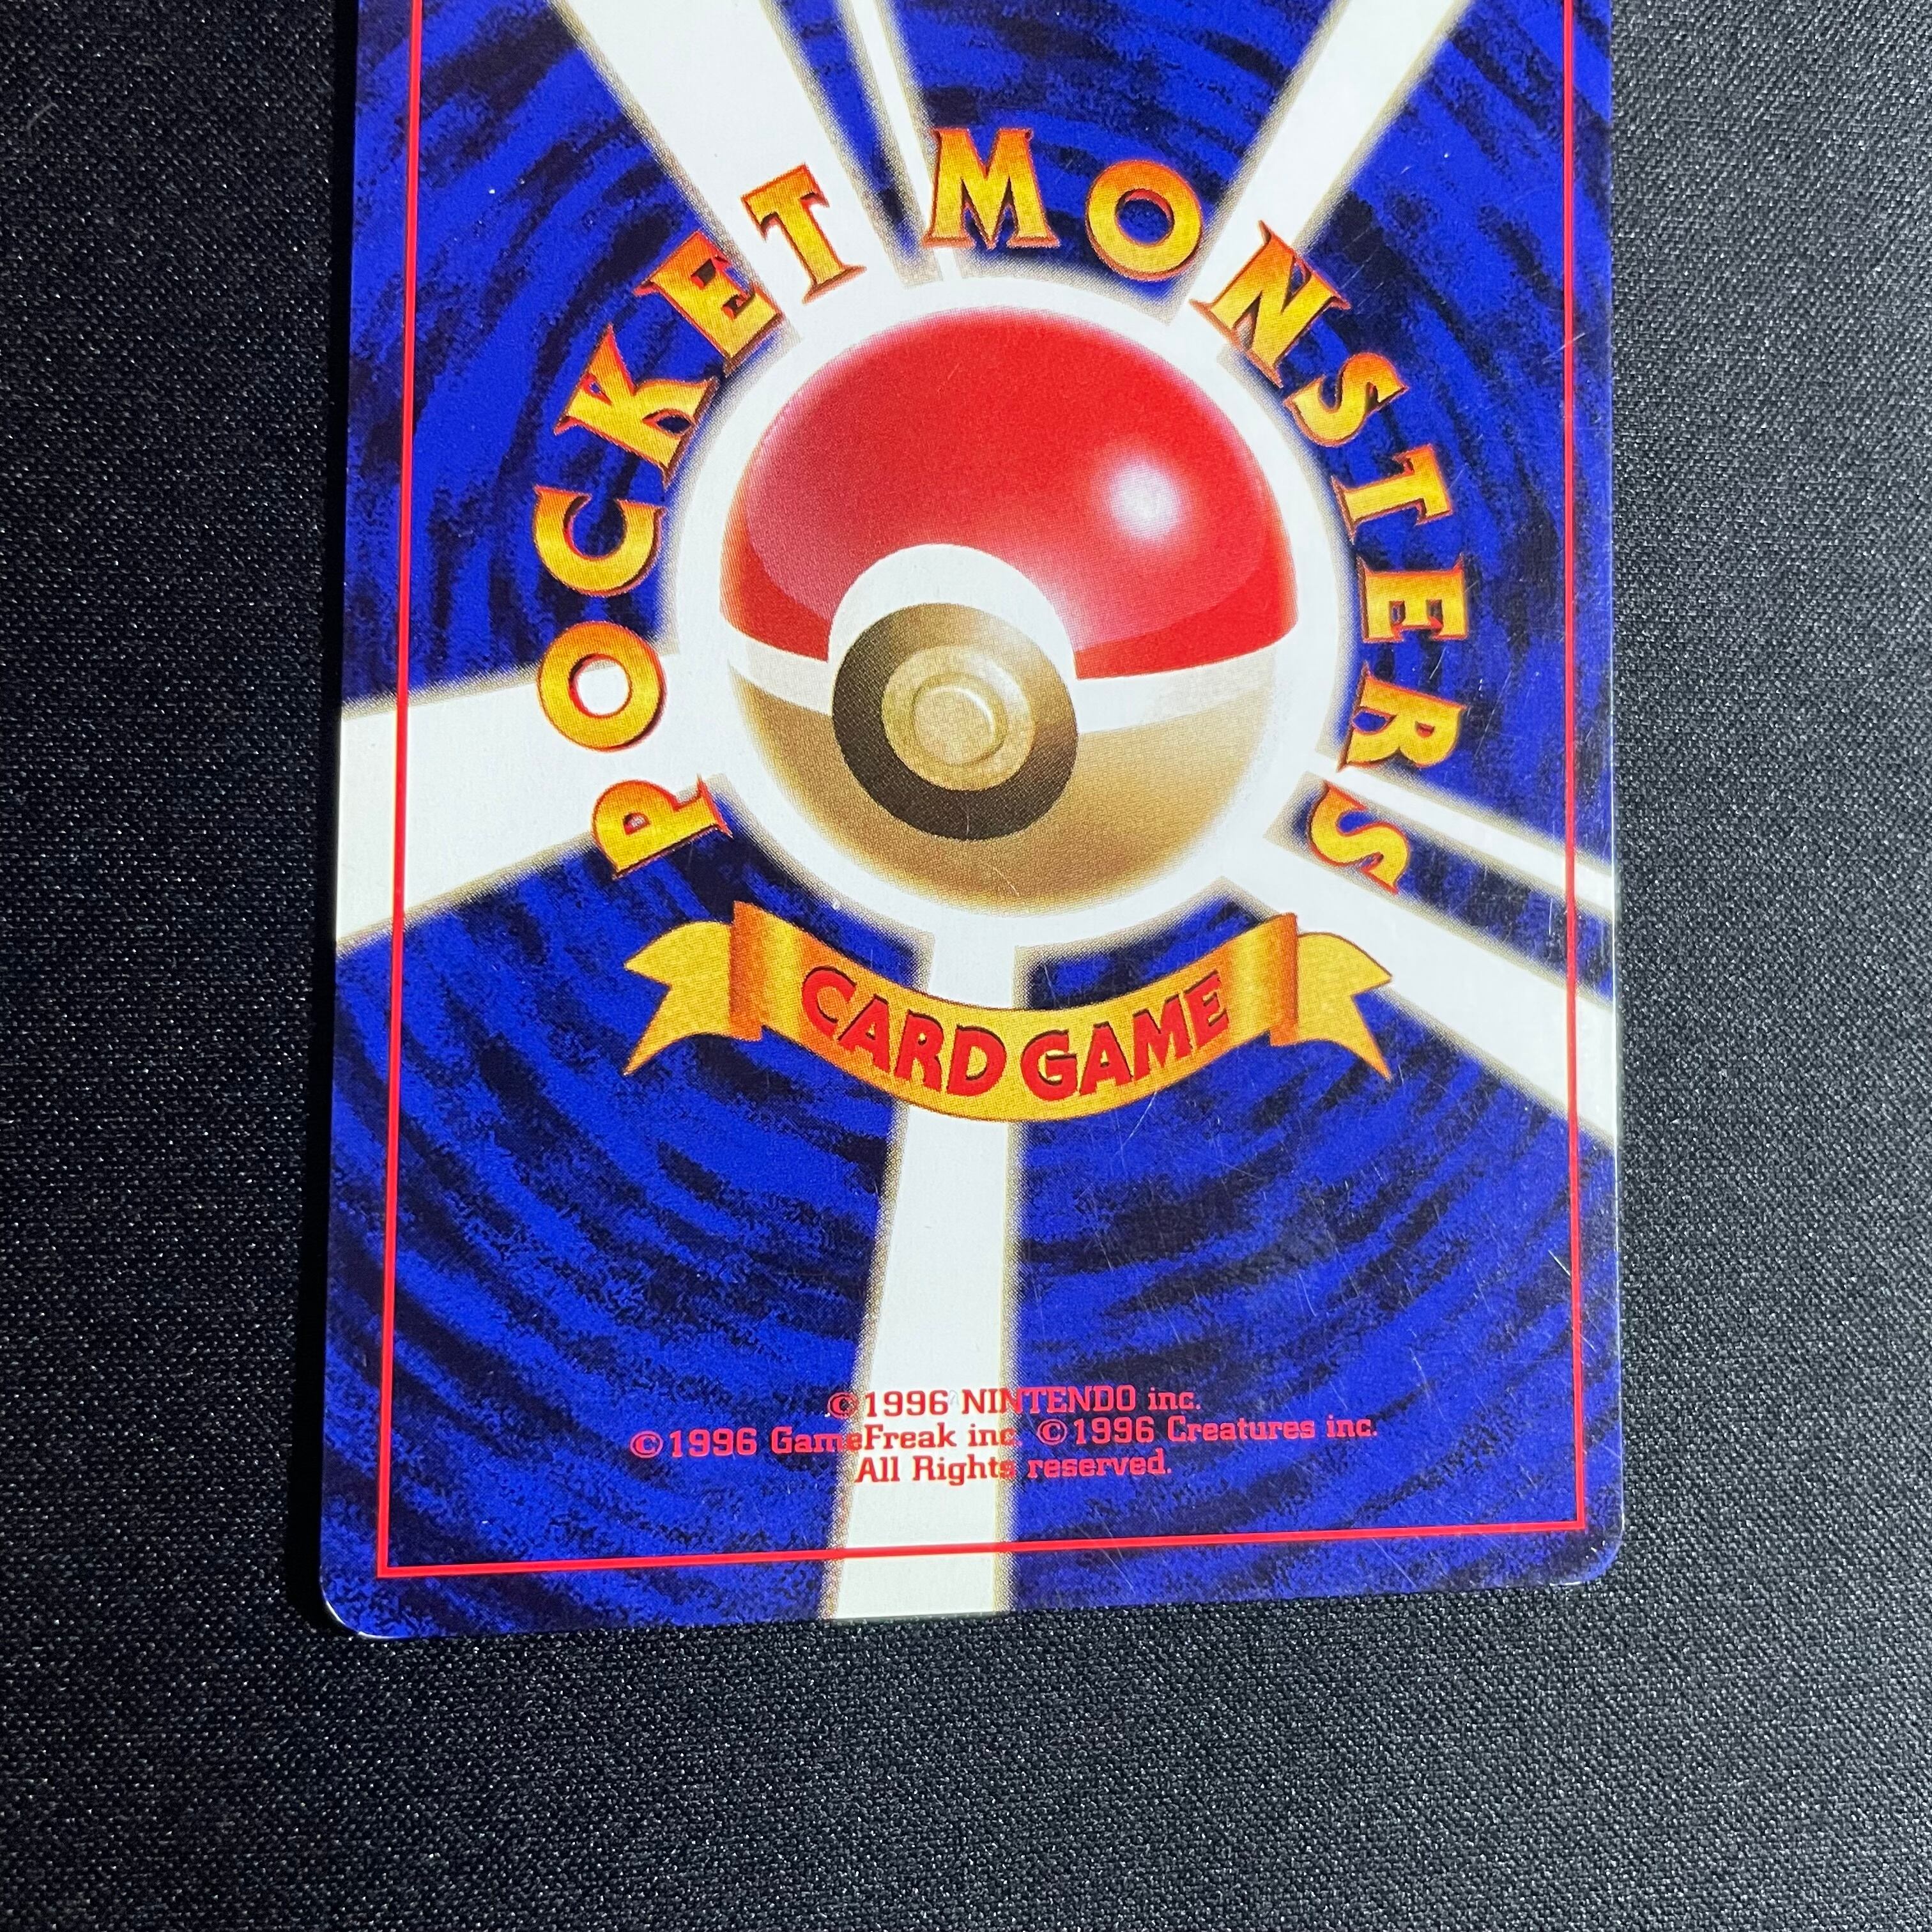 POCKET MONSTERS
CARD GAME
©1996 NINTENDO inc.
©1996 GameFreak inc. ©1996 Creatures inc.
All Rights reserved.